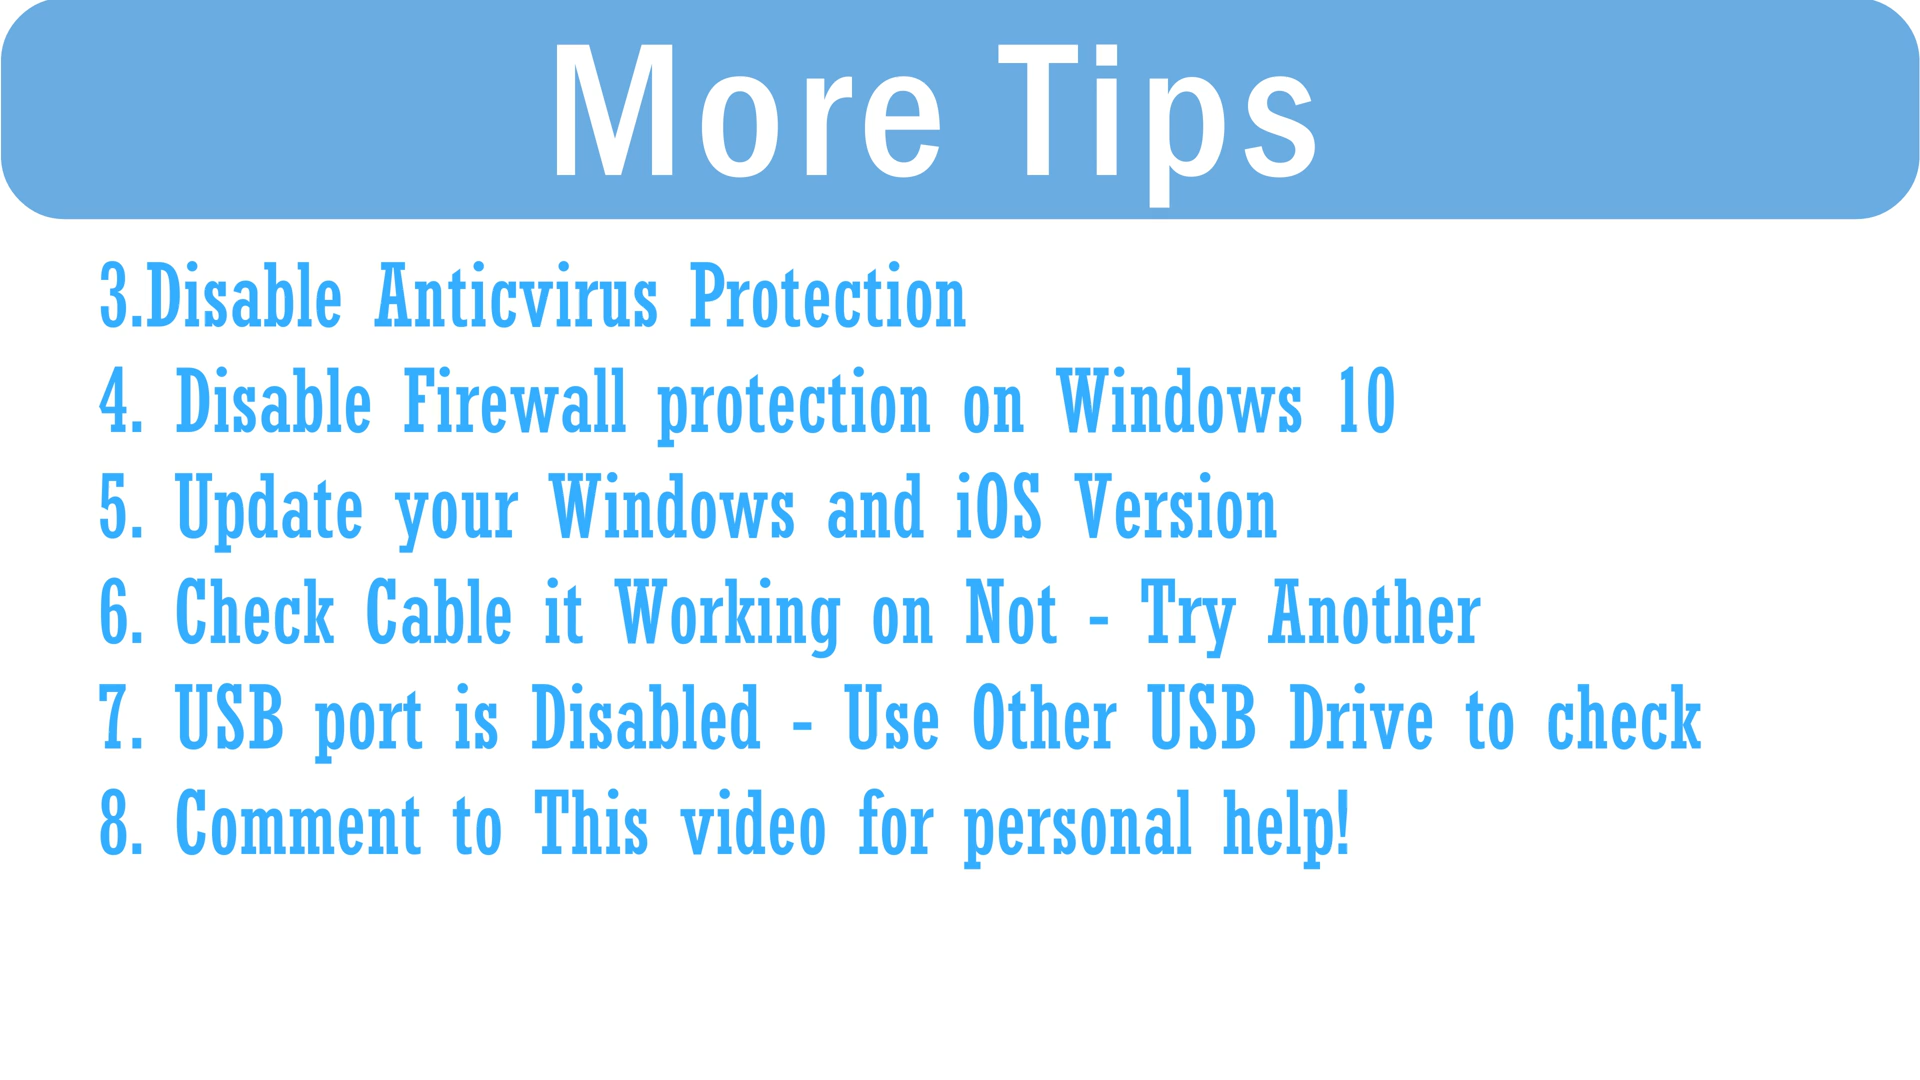 More Tips
3.Disable Anticvirus Protection
4. Disable Firewall protection on Windows 10
5. Update your Windows and iOS Version
6. Check Cable it Working on Not - Try Another
7. USB port is Disabled - Use Other USB Drive to check
8. Comment to This video for personal help!